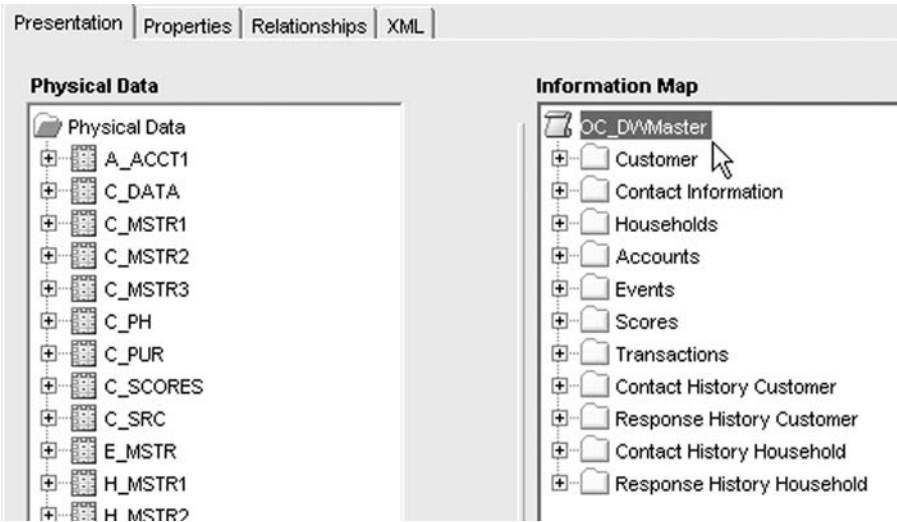 Presentation Properties Relationships XML
Physical Data
Physical Data
A_ACCT1
C_DATA
C_MSTR1
C_MSTR2
C_MSTR3
C_PH
C_PUR
C_SCORES
C_SRC
E_MSTR
H_MSTR1
H_MSTR2
Information Map
OC_DWMaster
Customer
Contact Information
Households
Accounts
Events
Scores
Transactions
Contact History Customer
Response History Customer
Contact History Household
Response History Household